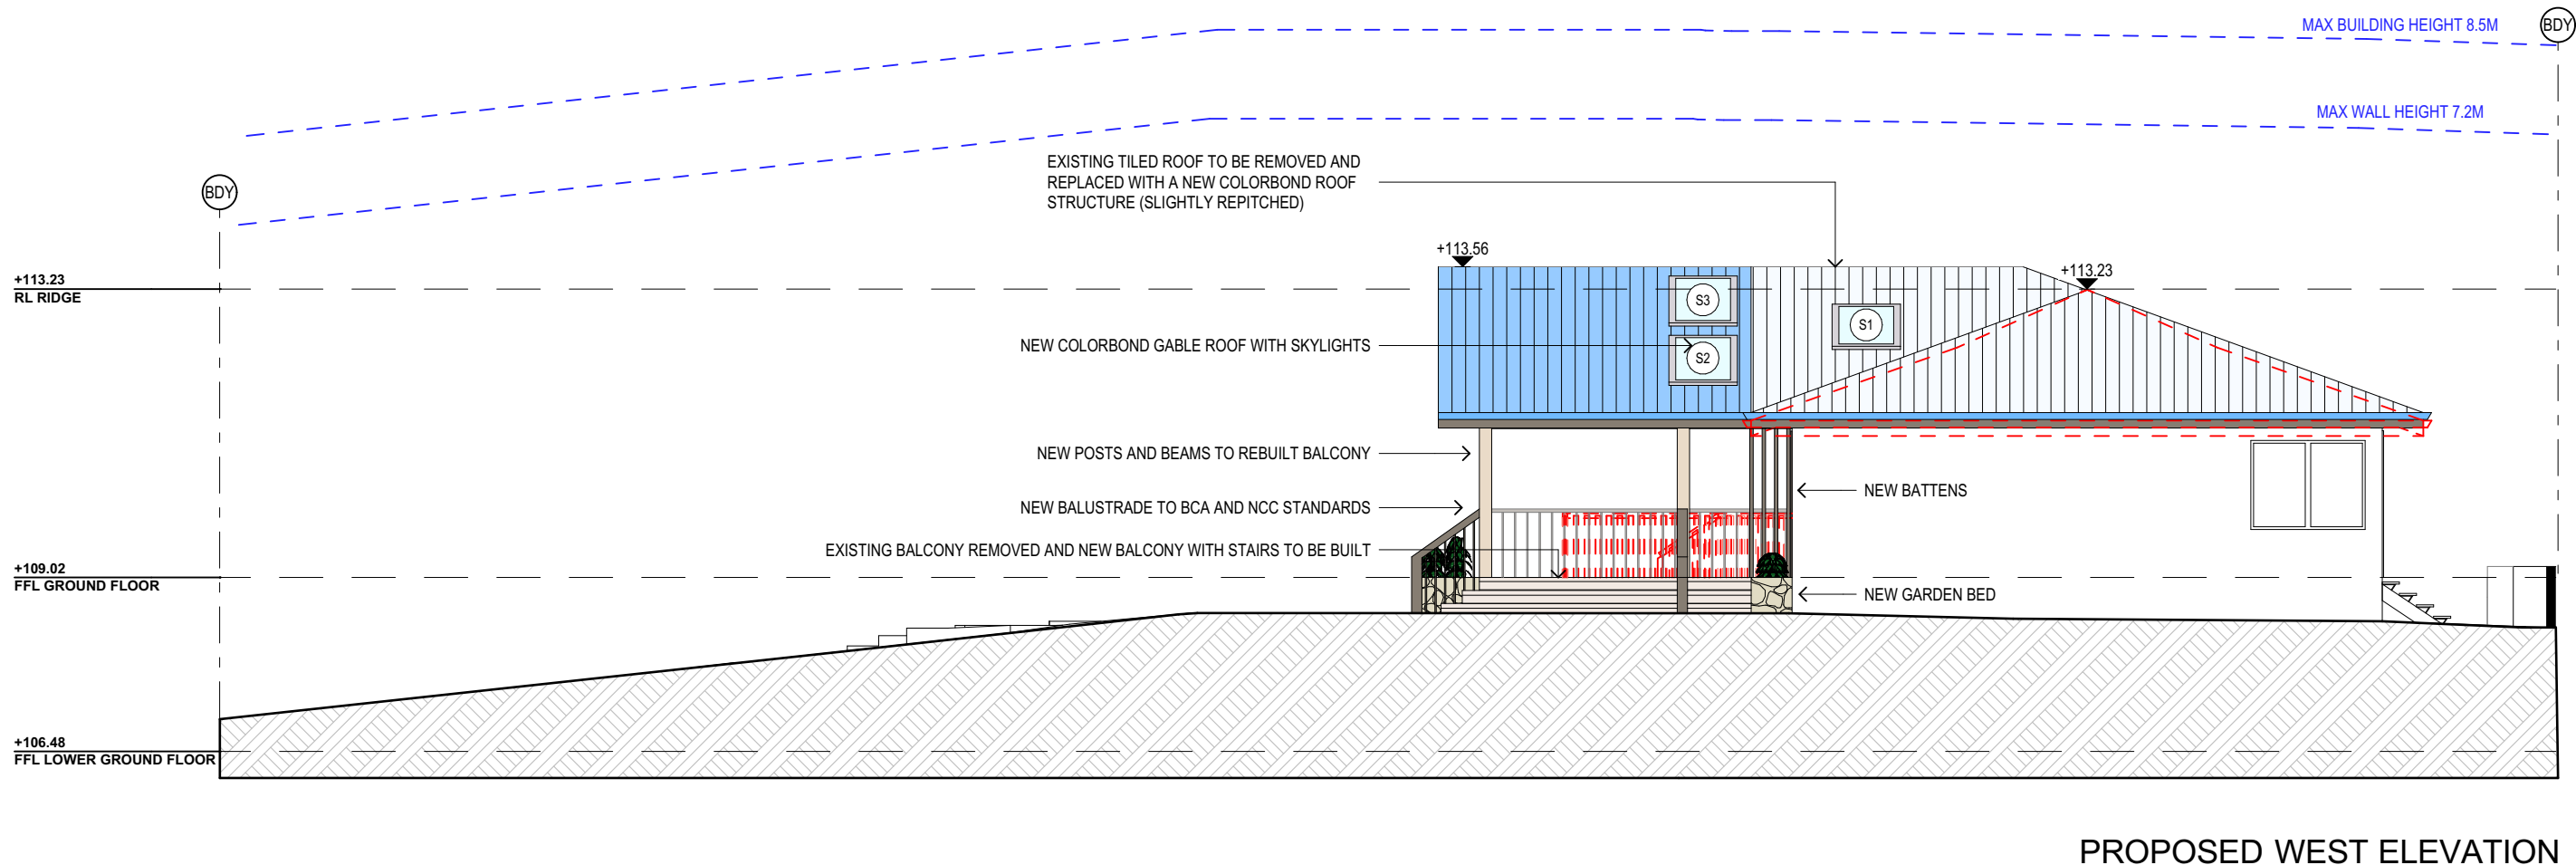 MAX BUILDING HEIGHT 8.5M
BDY
MAX WALL HEIGHT 7.2M
EXISTING TILED ROOF TO BE REMOVED AND
REPLACED WITH A NEW COLORBOND ROOF
STRUCTURE (SLIGHTLY REPITCHED)
BDY
+113.56
+113.23
+113.23
RL RIDGE
S3
S1
NEW COLORBOND GABLE ROOF WITH SKYLIGHTS
S2
NEW POSTS AND BEAMS TO REBUILT BALCONY
NEW BATTENS
NEW BALUSTRADE TO BCA AND NCC STANDARDS
EXISTING BALCONY REMOVED AND NEW BALCONY WITH STAIRS TO BE BUILT
+109.02
FFL GROUND FLOOR
NEW GARDEN BED
+106.48
FFL LOWER GROUND FLOOR
PROPOSED WEST ELEVATION